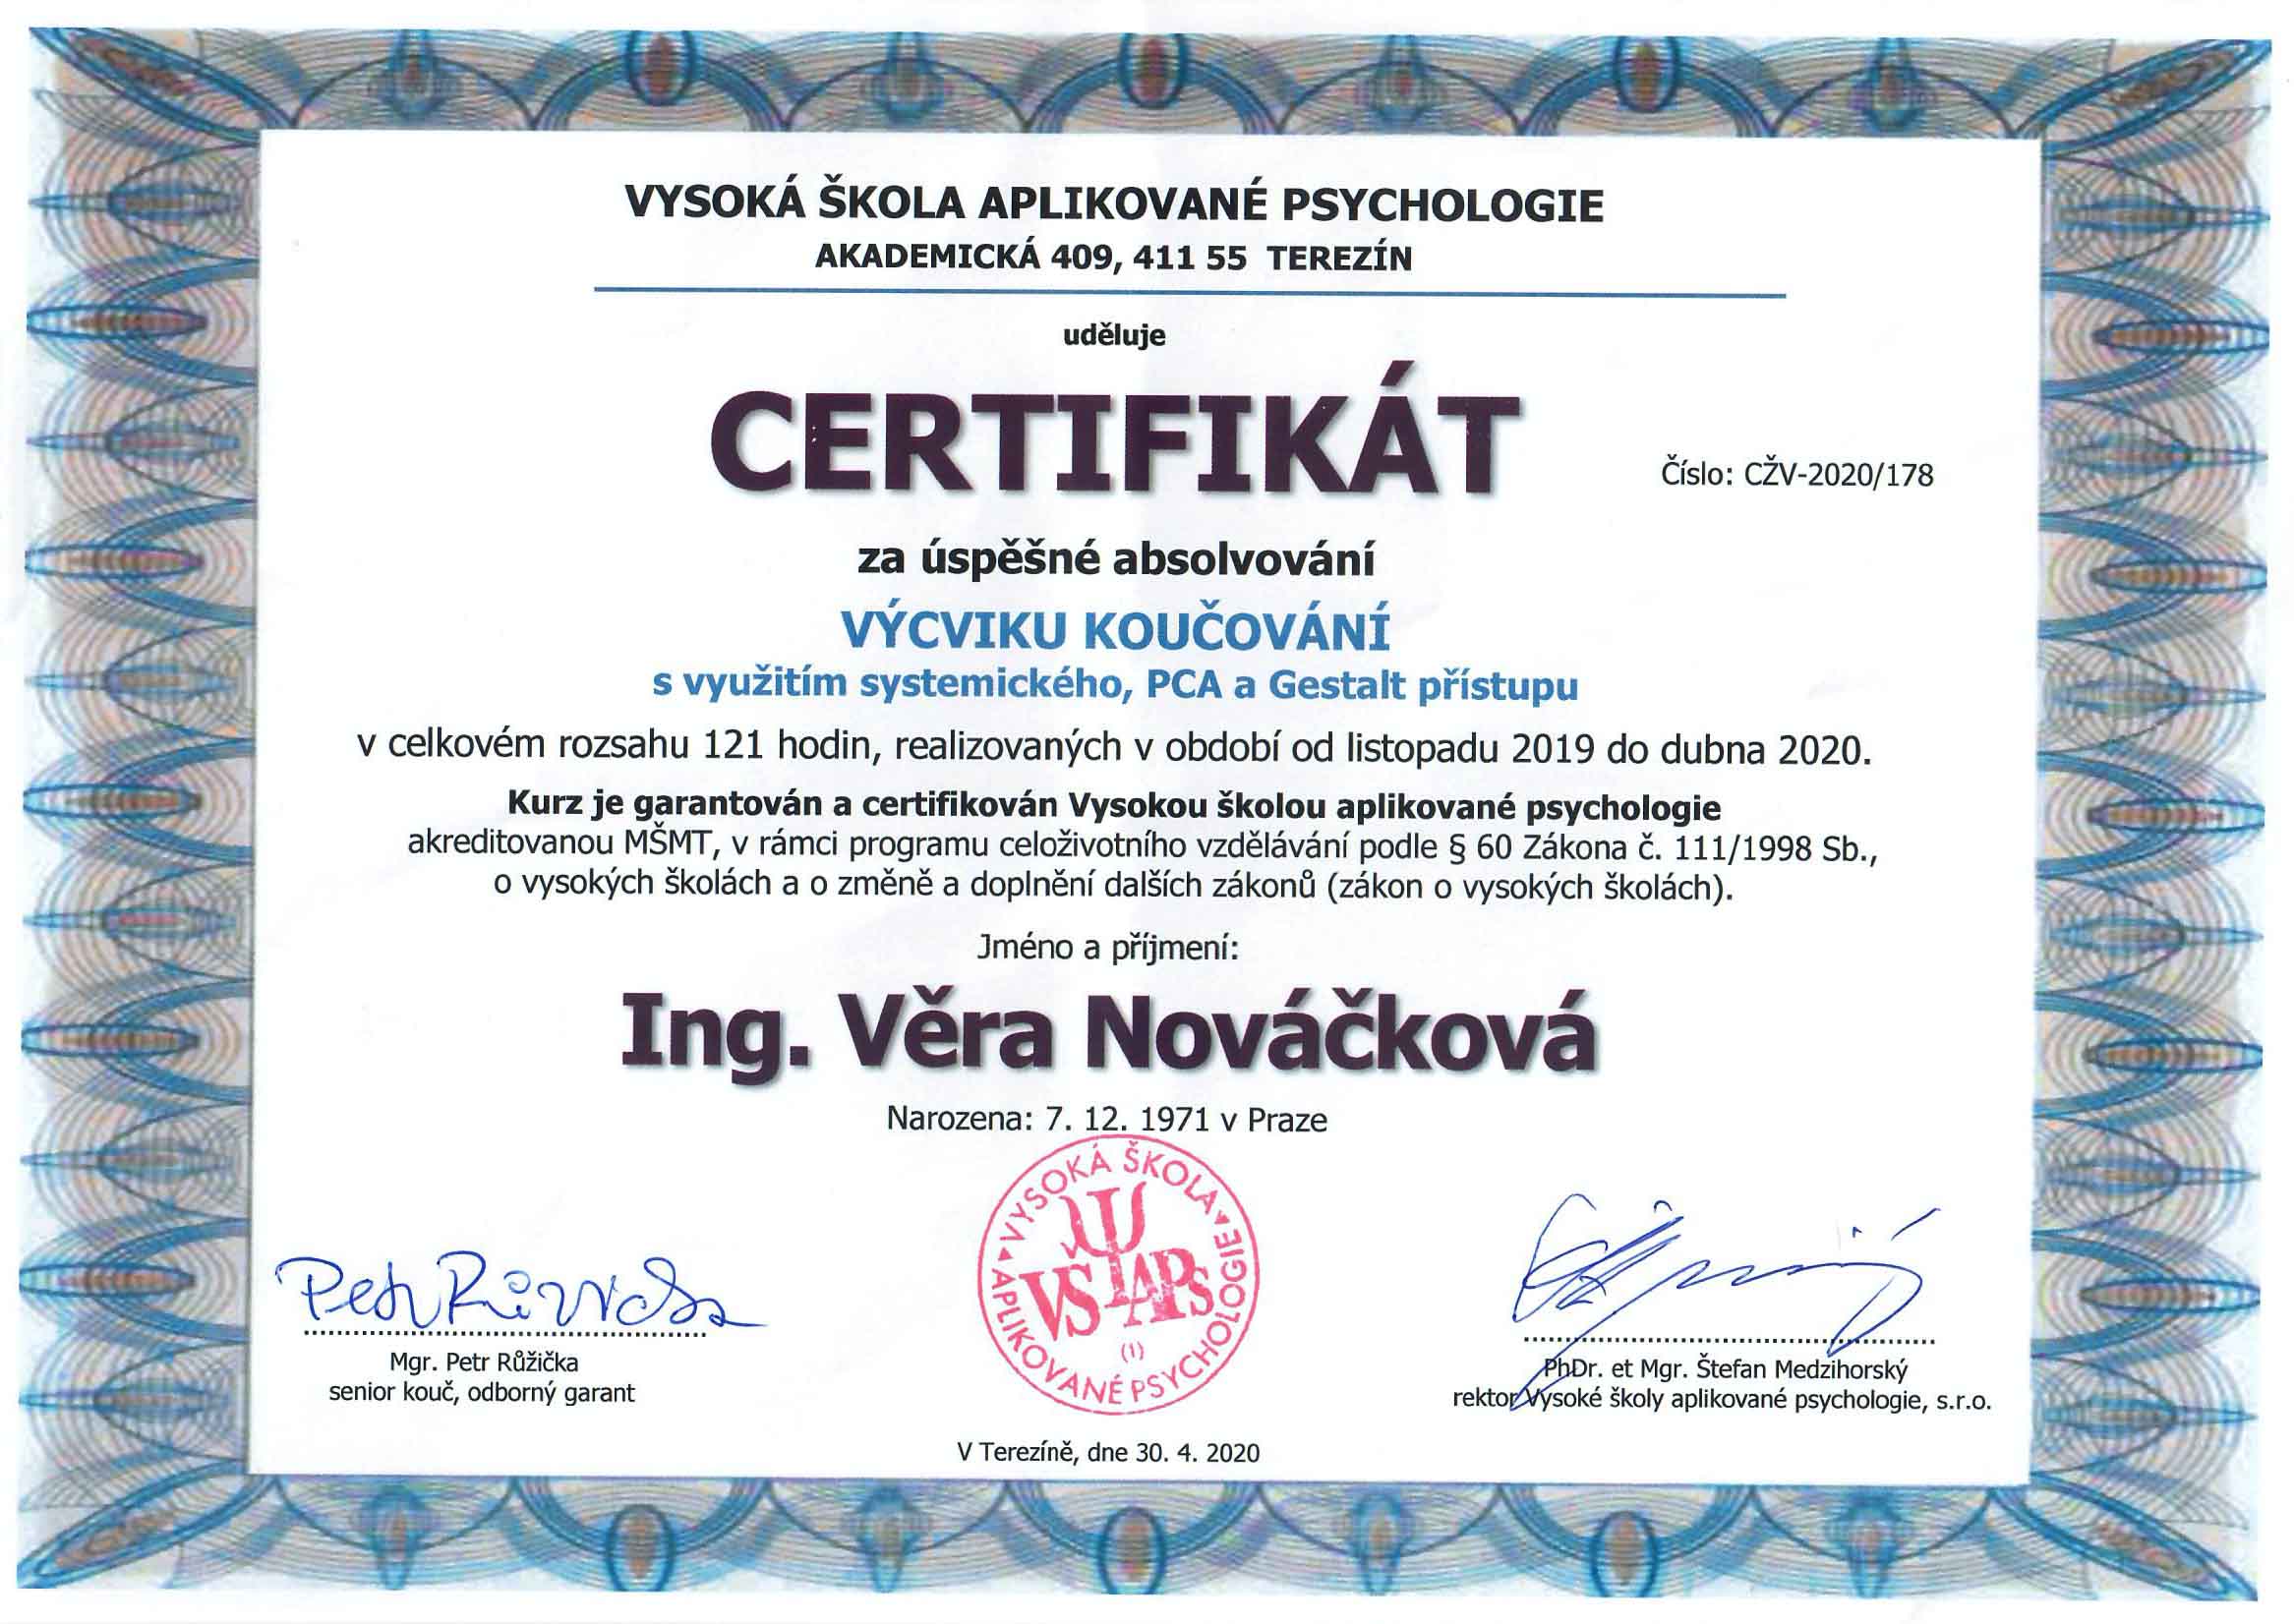 VYSOKÁ ŠKOLA APLIKOVANÉ PSYCHOLOGIE
AKADEMICKÁ 409, 411 55 TEREZÍN
uděluje
CERTIFIKÁT
Číslo: CŽV-2020/178
za úspěšné absolvování
VÝCVIKU KOUČOVÁNÍ
s využitím systemického, PCA a Gestalt přístupu
v celkovém rozsahu 121 hodin, realizovaných v období od listopadu 2019 do dubna 2020.
Kurz je garantován a certifikován Vysokou školou aplikované psychologie
akreditovanou MŠMT, v rámci programu celoživotního vzdělávání podle § 60 Zákona č. 111/1998 Sb.,
o vysokých školách a o změně a doplnění dalších zákonů (zákon o vysokých školách).
Jméno a příjmení:
Ing. Věra Nováčková
Narozena: 7. 12. 1971 v Praze
VYSOKÁ ŠKOLA
APLIKOVANÉ PSYCHOLOGIE
VŠAPs
(1)
Petr Růžička
Mgr. Petr Růžička
senior kouč, odborný garant
PhDr. et Mgr. Štefan Medzihorský
rektor Vysoké školy aplikované psychologie, s.r.o.
V Terezíně, dne 30. 4. 2020